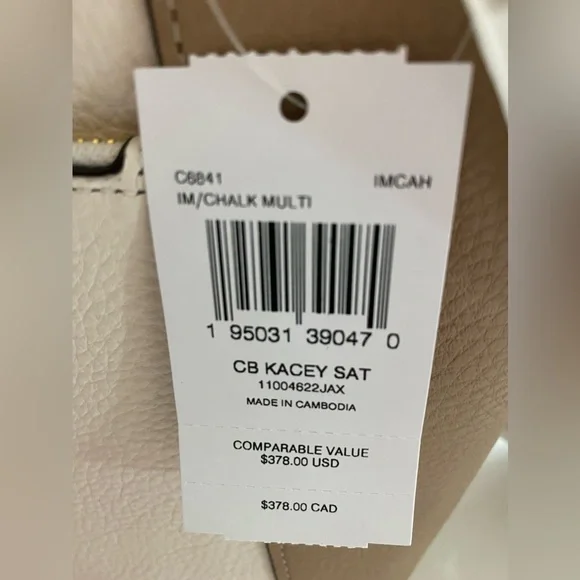 C6841 IMCAH
IM/CHALK MULTI
1 95031 39047 0
CB KACEY SAT
11004622JAX
MADE IN CAMBODIA
COMPARABLE VALUE
$378.00 USD
$378.00 CAD